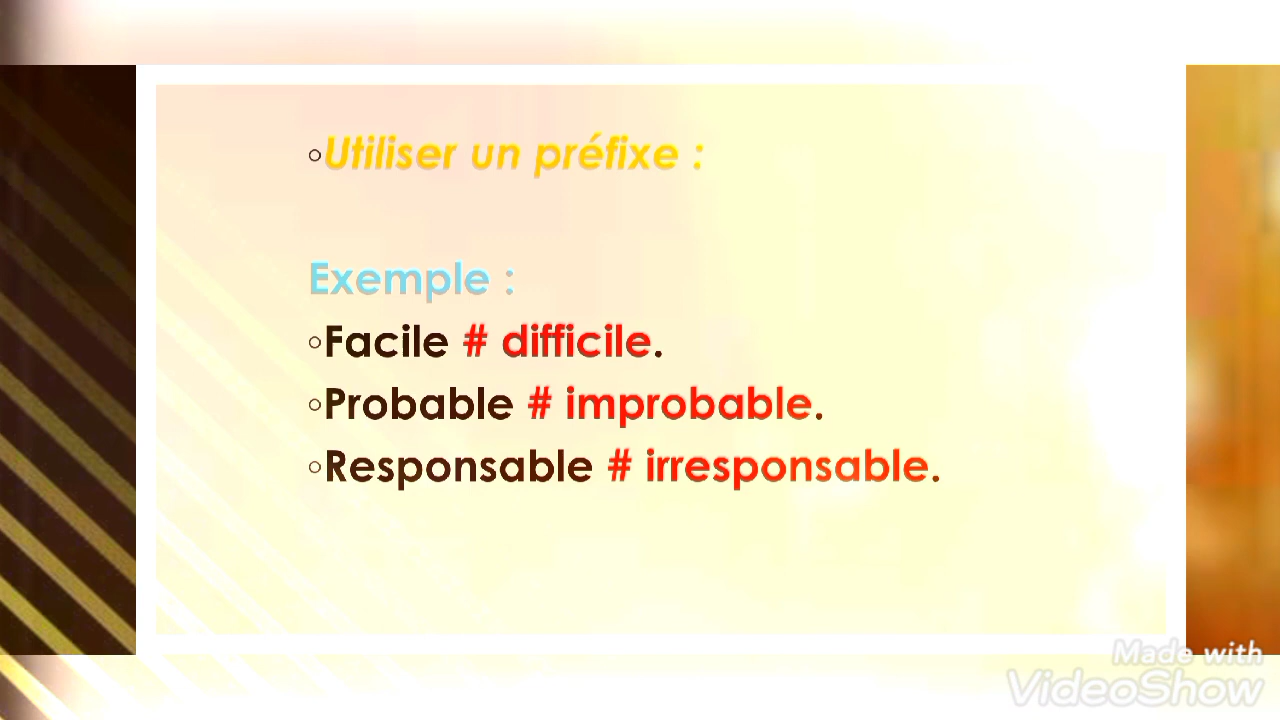 ◦Utiliser un préfixe :
Exemple :
◦Facile # difficile.
◦Probable # improbable.
◦Responsable # irresponsable.
Made with
VideoShow